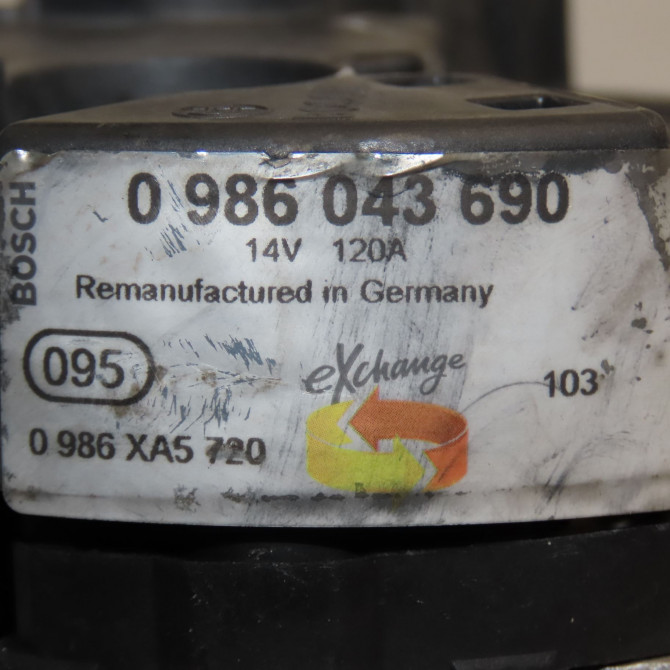 BOSCH
0 986 043 690
14V 120A
Remanufactured in Germany
095
eXchange
103
0 986 XA5 720